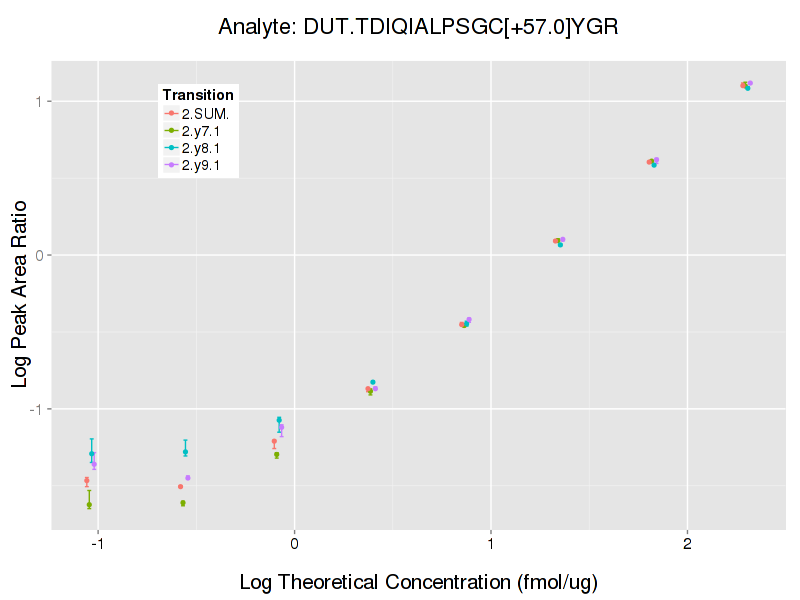 Analyte: DUT.TDIQIALPSGC[+57.0]YGR
Transition
2.SUM.
2.y7.1
2.y8.1
2.y9.1
Log Peak Area Ratio
1
0
-1
-1 0 1 2
Log Theoretical Concentration (fmol/ug)